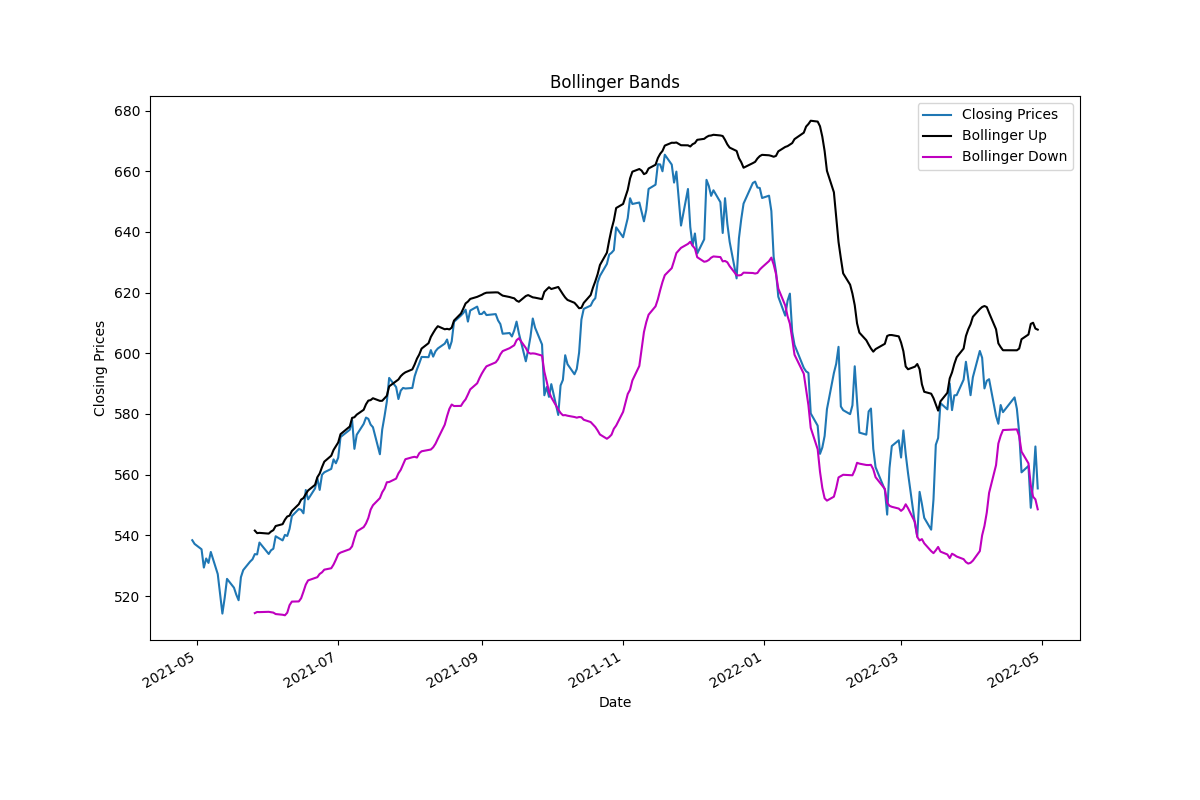 Bollinger Bands
Closing Prices
Bollinger Up
Bollinger Down
680
660
640
620
600
580
560
540
520
Closing Prices
2021-05
2021-07
2021-09
2021-11
2022-01
2022-03
2022-05
Date